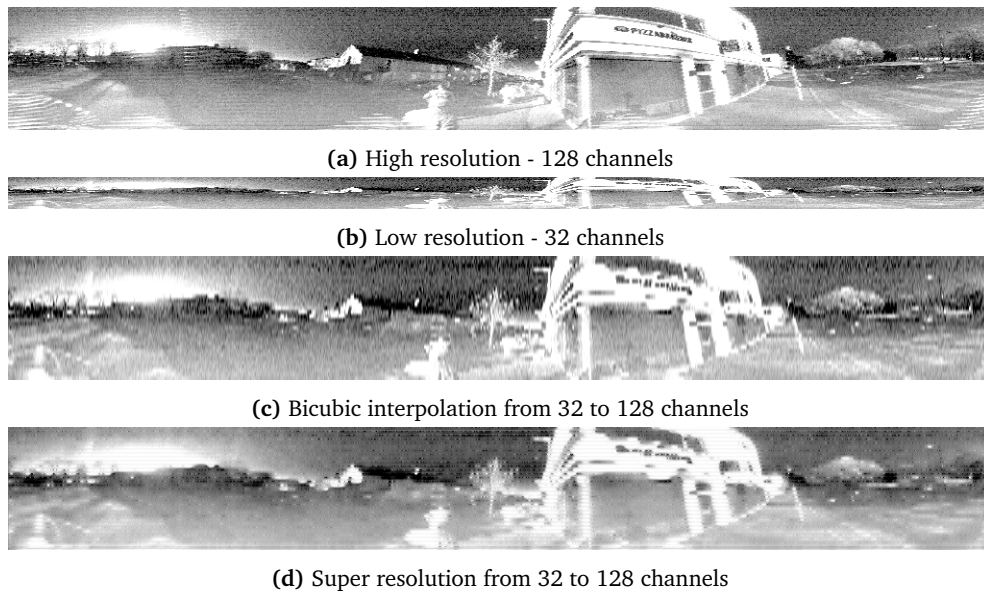 (a) High resolution - 128 channels
(b) Low resolution - 32 channels
(c) Bicubic interpolation from 32 to 128 channels
(d) Super resolution from 32 to 128 channels